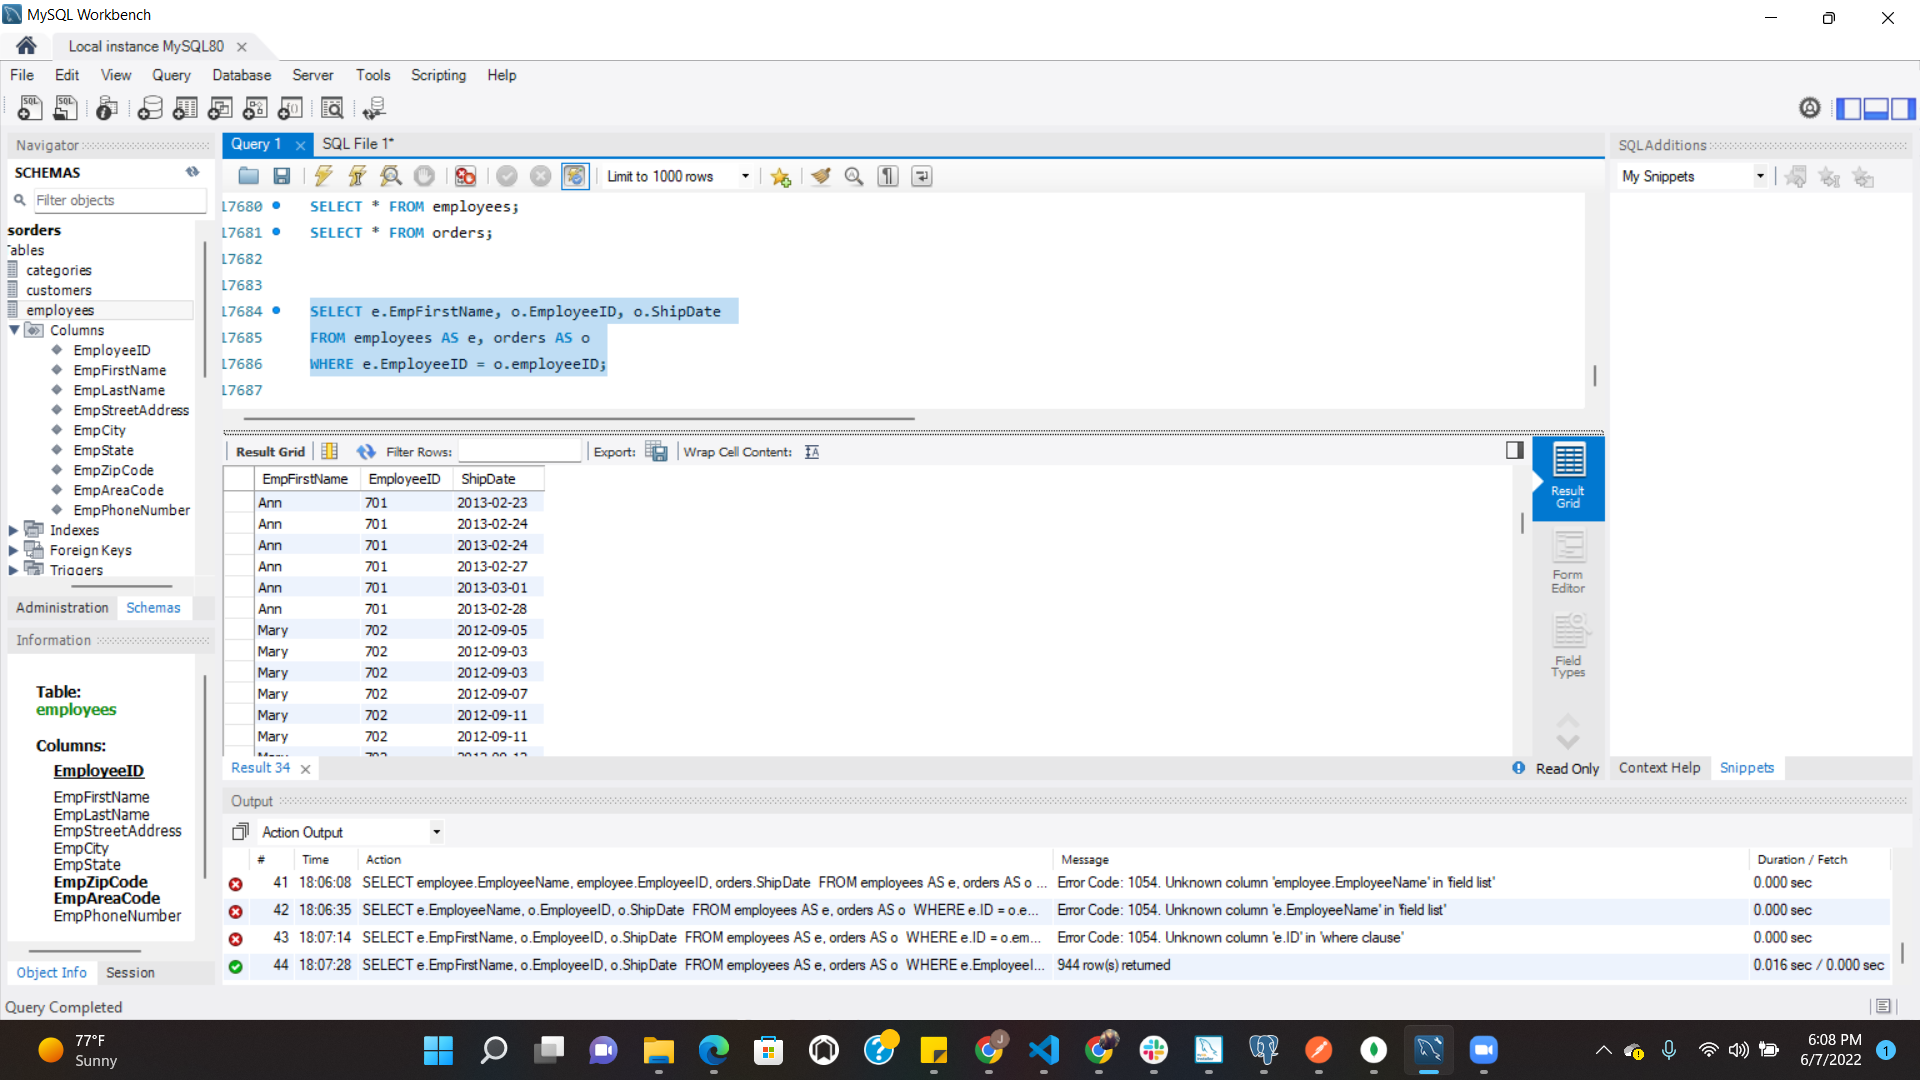 MySQL Workbench
Local instance MySQL80
File Edit View Query Database Server Tools Scripting Help
Navigator
SCHEMAS
Filter objects
sorders
Tables
categories
customers
employees
Columns
EmployeeID
EmpFirstName
EmpLastName
EmpStreetAddress
EmpCity
EmpState
EmpZipCode
EmpAreaCode
EmpPhoneNumber
Indexes
Foreign Keys
Triggers
Administration Schemas
Information
Table:
employees
Columns:
EmployeeID
EmpFirstName
EmpLastName
EmpStreetAddress
EmpCity
EmpState
EmpZipCode
EmpAreaCode
EmpPhoneNumber
Object Info Session
Query 1 SQL File 1*
Limit to 1000 rows
17680 SELECT * FROM employees;
17681 SELECT * FROM orders;
17682
17683
17684 SELECT e.EmpFirstName, o.EmployeeID, o.ShipDate
17685 FROM employees AS e, orders AS o
17686 WHERE e.EmployeeID = o.employeeID;
17687
Result Grid Filter Rows: Export: Wrap Cell Content:
EmpFirstName EmployeeID ShipDate
Ann 701 2013-02-23
Ann 701 2013-02-24
Ann 701 2013-02-24
Ann 701 2013-02-27
Ann 701 2013-03-01
Ann 701 2013-02-28
Mary 702 2012-09-05
Mary 702 2012-09-03
Mary 702 2012-09-03
Mary 702 2012-09-07
Mary 702 2012-09-11
Mary 702 2012-09-11
Result Grid
Form Editor
Field Types
Result 34
Read Only
SQLAdditions
My Snippets
Context Help Snippets
Output
Action Output
# Time Action Message Duration / Fetch
41 18:06:08 SELECT employee.EmployeeName, employee.EmployeeID, orders.ShipDate FROM employees AS e, orders AS o ... Error Code: 1054. Unknown column 'employee.EmployeeName' in 'field list' 0.000 sec
42 18:06:35 SELECT e.EmployeeName, o.EmployeeID, o.ShipDate FROM employees AS e, orders AS o WHERE e.ID = o.e... Error Code: 1054. Unknown column 'e.EmployeeName' in 'field list' 0.000 sec
43 18:07:14 SELECT e.EmpFirstName, o.EmployeeID, o.ShipDate FROM employees AS e, orders AS o WHERE e.ID = o.em... Error Code: 1054. Unknown column 'e.ID' in 'where clause' 0.000 sec
44 18:07:28 SELECT e.EmpFirstName, o.EmployeeID, o.ShipDate FROM employees AS e, orders AS o WHERE e.EmployeeI... 944 row(s) returned 0.016 sec / 0.000 sec
Query Completed
77°F
Sunny
6:08 PM
6/7/2022
1